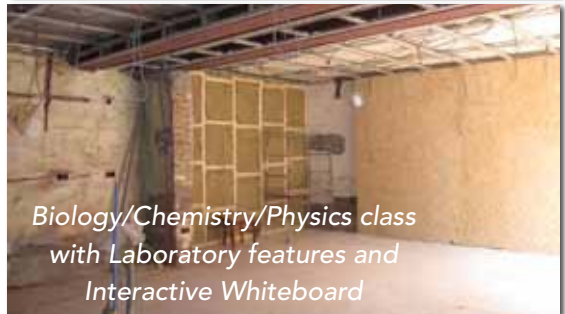 Biology/Chemistry/Physics class
with Laboratory features and
Interactive Whiteboard